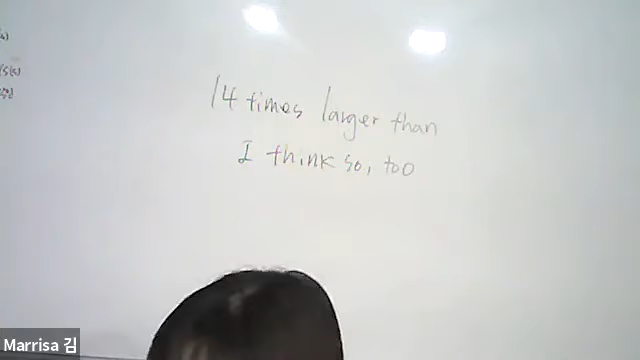 14 times larger than
I think so, too
Marrisa 김